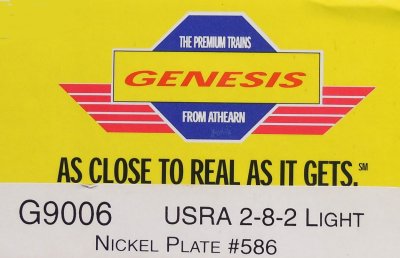 THE PREMIUM TRAINS
GENESIS
FROM ATHEARN
AS CLOSE TO REAL AS IT GETS.℠
G9006 USRA 2-8-2 LIGHT
NICKEL PLATE #586